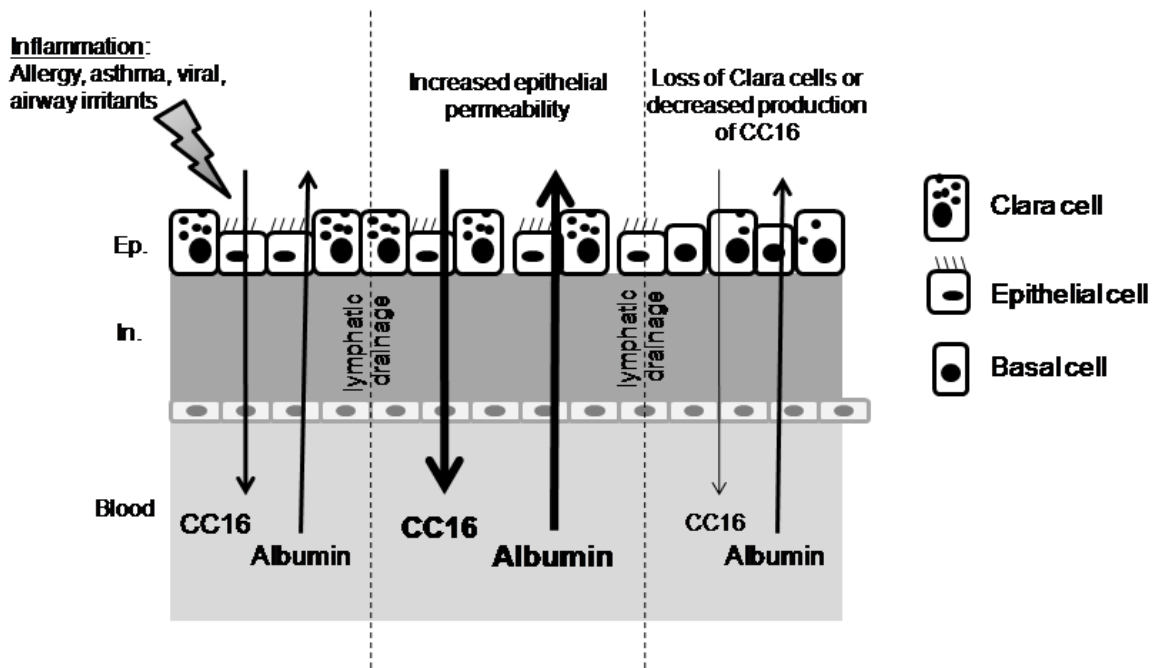 Inflammation:
Allergy, asthma, viral,
airway irritants
Increased epithelial
permeability
Loss of Clara cells or
decreased production
of CC16
Ep.
In.
lymphatic
drainage
lymphatic
drainage
Blood
CC16
Albumin
CC16
Albumin
CC16
Albumin
Clara cell
Epithelial cell
Basal cell